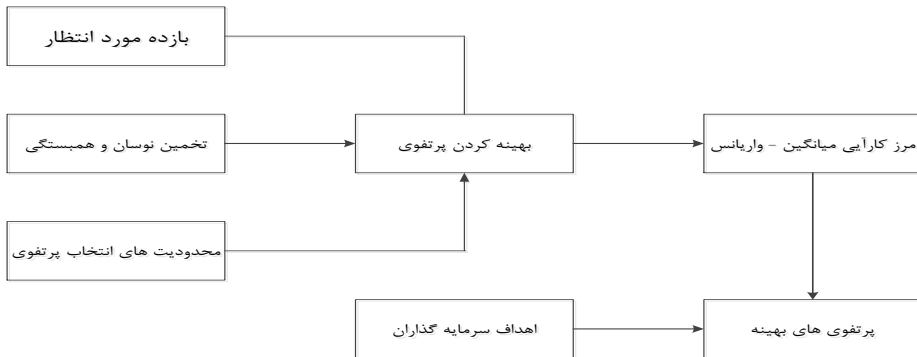 بازده مورد انتظار
تخمین نوسان و همبستگی
بهینه کردن پرتفوی
مرز کارآیی میانگین - واریانس
محدودیت های انتخاب پرتفوی
اهداف سرمایه گذاران
پرتفوی های بهینه